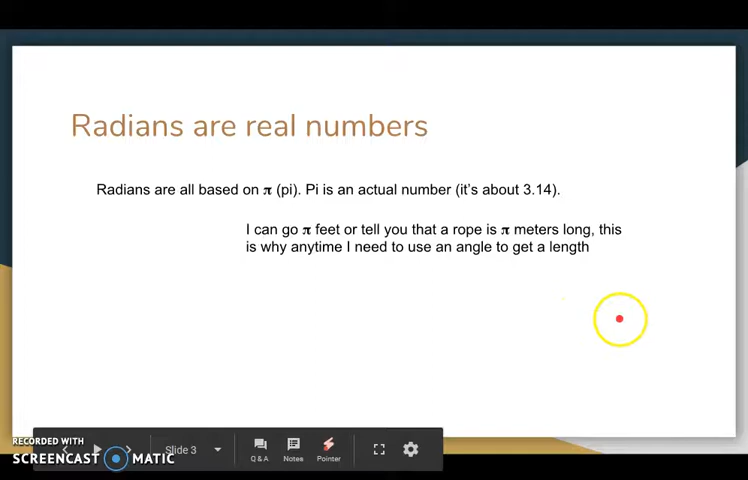 Radians are real numbers
Radians are all based on π (pi). Pi is an actual number (it's about 3.14).
I can go π feet or tell you that a rope is π meters long, this
is why anytime I need to use an angle to get a length
RECORDED WITH
SCREENCAST MATIC
Slide 3
Q & A
Notes
Pointer